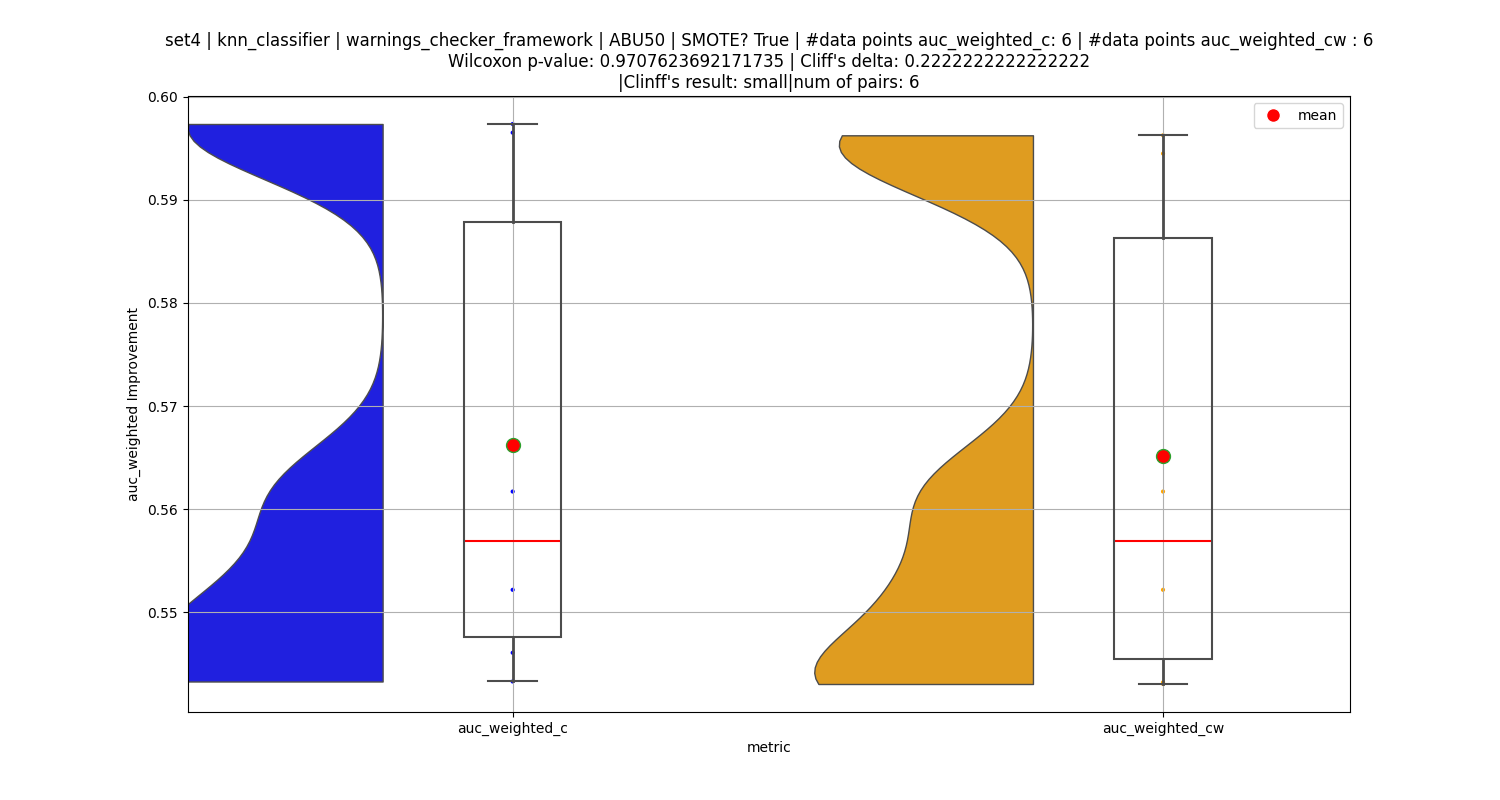 set4 | knn_classifier | warnings_checker_framework | ABU50 | SMOTE? True | #data points auc_weighted_c: 6 | #data points auc_weighted_cw : 6
Wilcoxon p-value: 0.9707623692171735 | Cliff's delta: 0.2222222222222222
|Clinff's result: small|num of pairs: 6
mean
auc_weighted Improvement
0.60
0.59
0.58
0.57
0.56
0.55
auc_weighted_c
auc_weighted_cw
metric